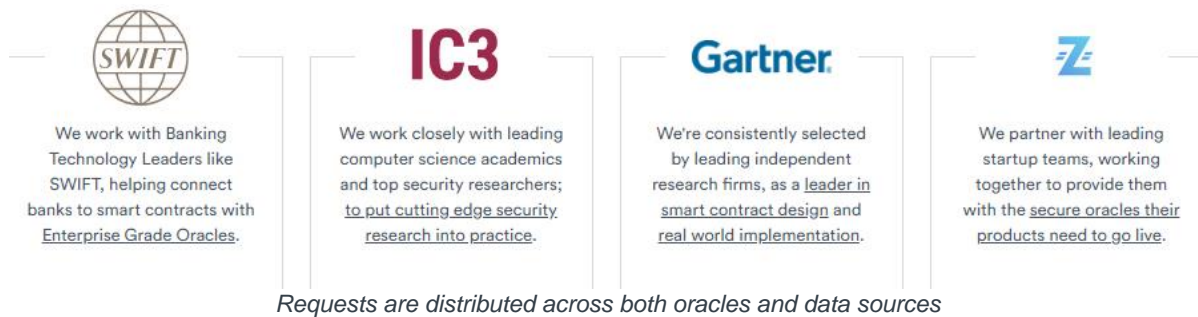 SWIFT
We work with Banking
Technology Leaders like
SWIFT, helping connect
banks to smart contracts with
Enterprise Grade Oracles.
IC3
We work closely with leading
computer science academics
and top security researchers;
to put cutting edge security
research into practice.
Gartner
We're consistently selected
by leading independent
research firms, as a leader in
smart contract design and
real world implementation.
Z
We partner with leading
startup teams, working
together to provide them
with the secure oracles their
products need to go live.
Requests are distributed across both oracles and data sources